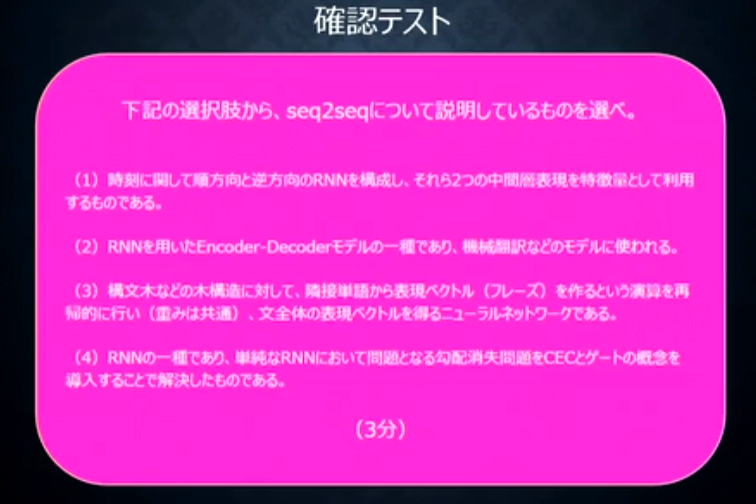 確認テスト
下記の選択肢から、seq2seqについて説明しているものを選べ。
（1）時刻に関して順方向と逆方向のRNNを構成し、それら2つの中間層表現を特徴量として利用
するものである。
（2）RNNを用いたEncoder-Decoderモデルの一種であり、機械翻訳などのモデルに使われる。
（3）構文木などの木構造に対して、隣接単語から表現ベクトル（フレーズ）を作るという演算を再
帰的に行い（重みは共通）、文全体の表現ベクトルを得るニューラルネットワークである。
（4）RNNの一種であり、単純なRNNにおいて問題となる勾配消失問題をCECとゲートの概念を
導入することで解決したものである。
（3分）